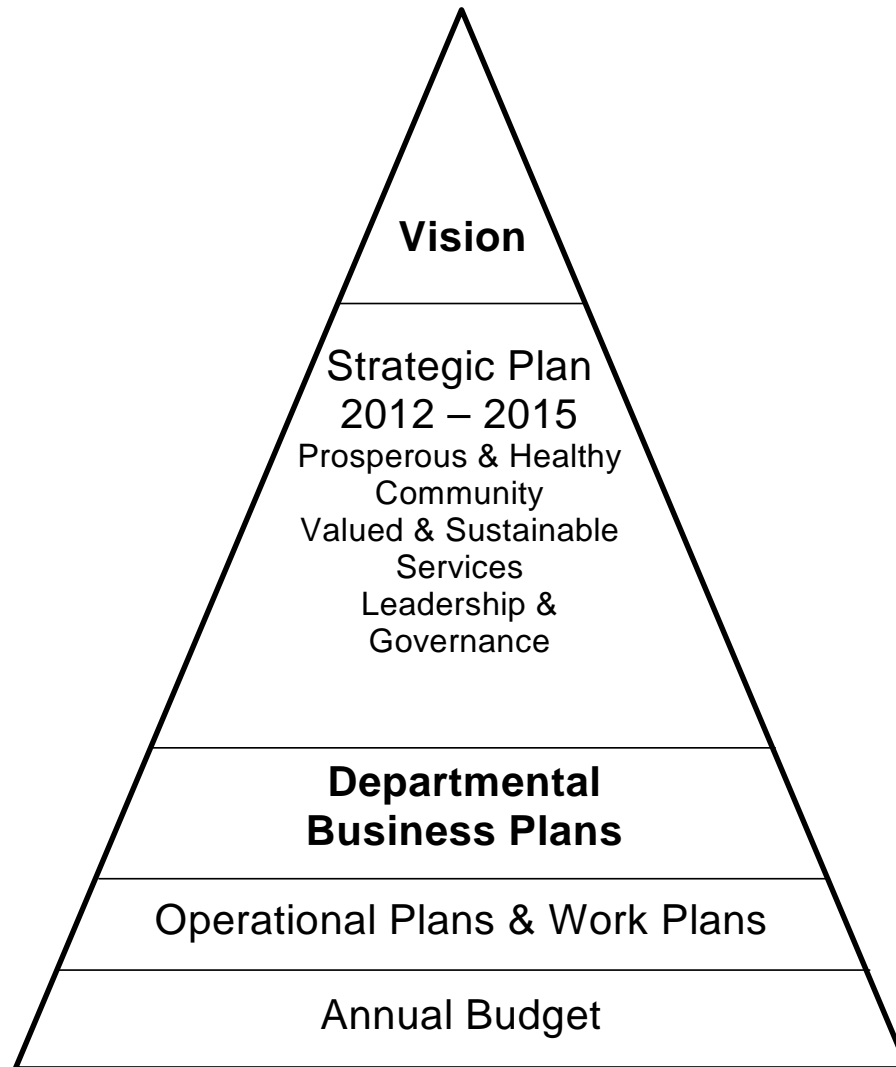 Vision
Strategic Plan
2012 – 2015
Prosperous & Healthy
Community
Valued & Sustainable
Services
Leadership &
Governance
Departmental
Business Plans
Operational Plans & Work Plans
Annual Budget